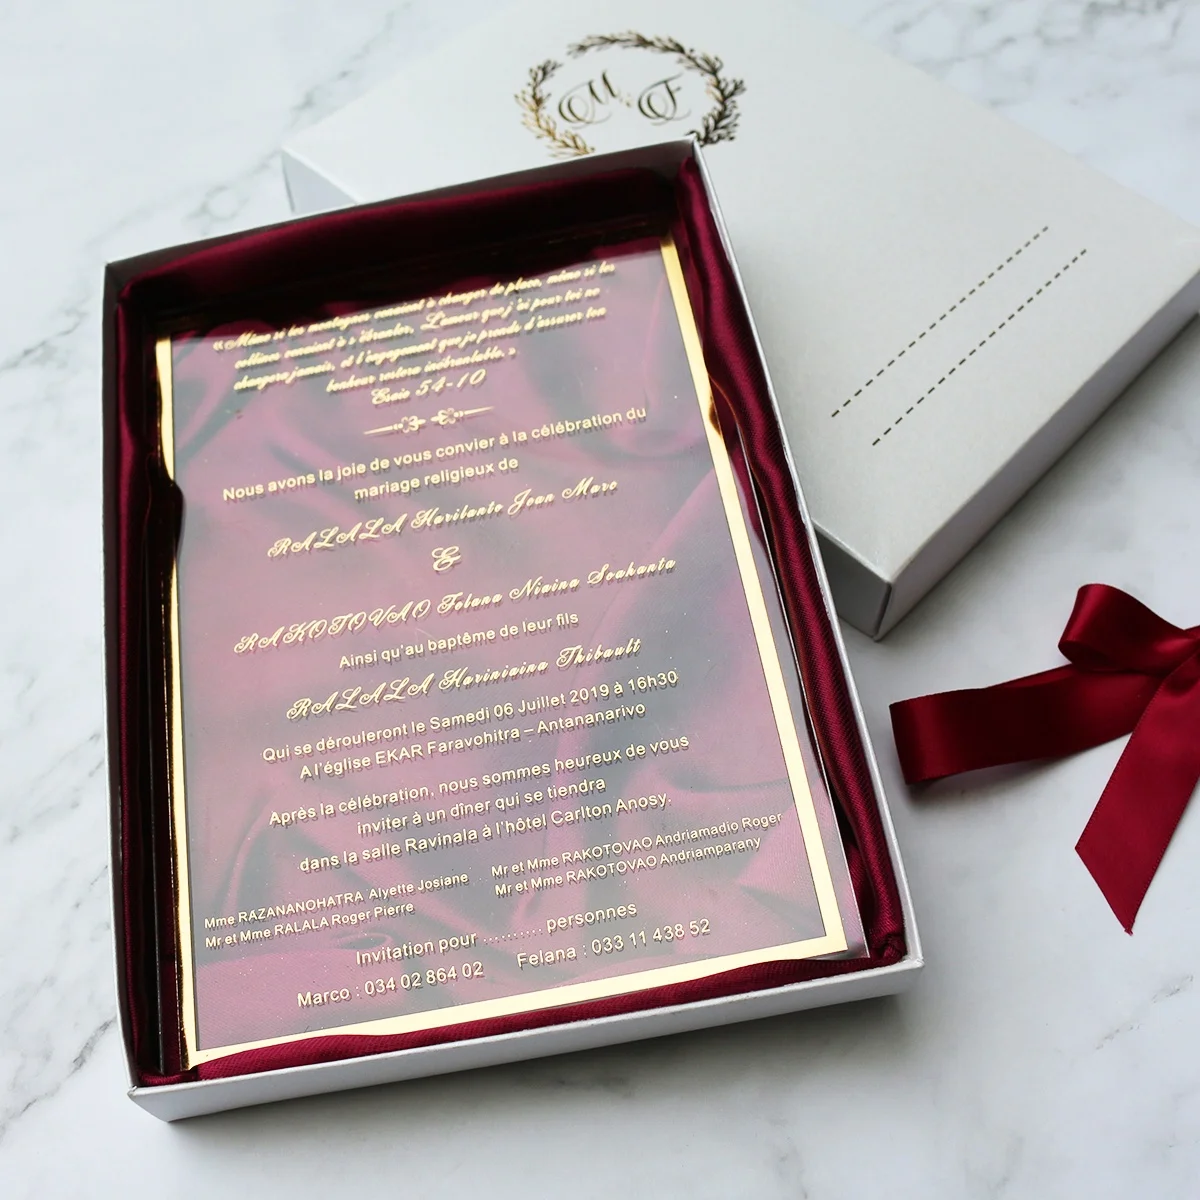 M F
« Même si les montagnes venaient à changer de place, même si les
collines venaient à s'ébranler, L'amour que j'ai pour toi ne
changera jamais, et l'engagement que je prends d'assurer ton
bonheur restera inébranlable. »
Esaïe 54-10
Nous avons la joie de vous convier à la célébration du
mariage religieux de
RALALA Harilanto Jean Marc
&
RAKOTOVAO Felana Niaina Soahanta
Ainsi qu'au baptême de leur fils
RALALA Hariniaina Thibault
Qui se dérouleront le Samedi 06 Juillet 2019 à 16h30
A l'église EKAR Faravohitra – Antananarivo
Après la célébration, nous sommes heureux de vous
inviter à un dîner qui se tiendra
dans la salle Ravinala à l'hôtel Carlton Anosy.
Mme RAZANANOHATRA Alyette Josiane
Mr et Mme RALALA Roger Pierre
Mr et Mme RAKOTOVAO Andriamadio Roger
Mr et Mme RAKOTOVAO Andriamparany
Invitation pour .......... personnes
Marco : 034 02 864 02 Felana : 033 11 438 52